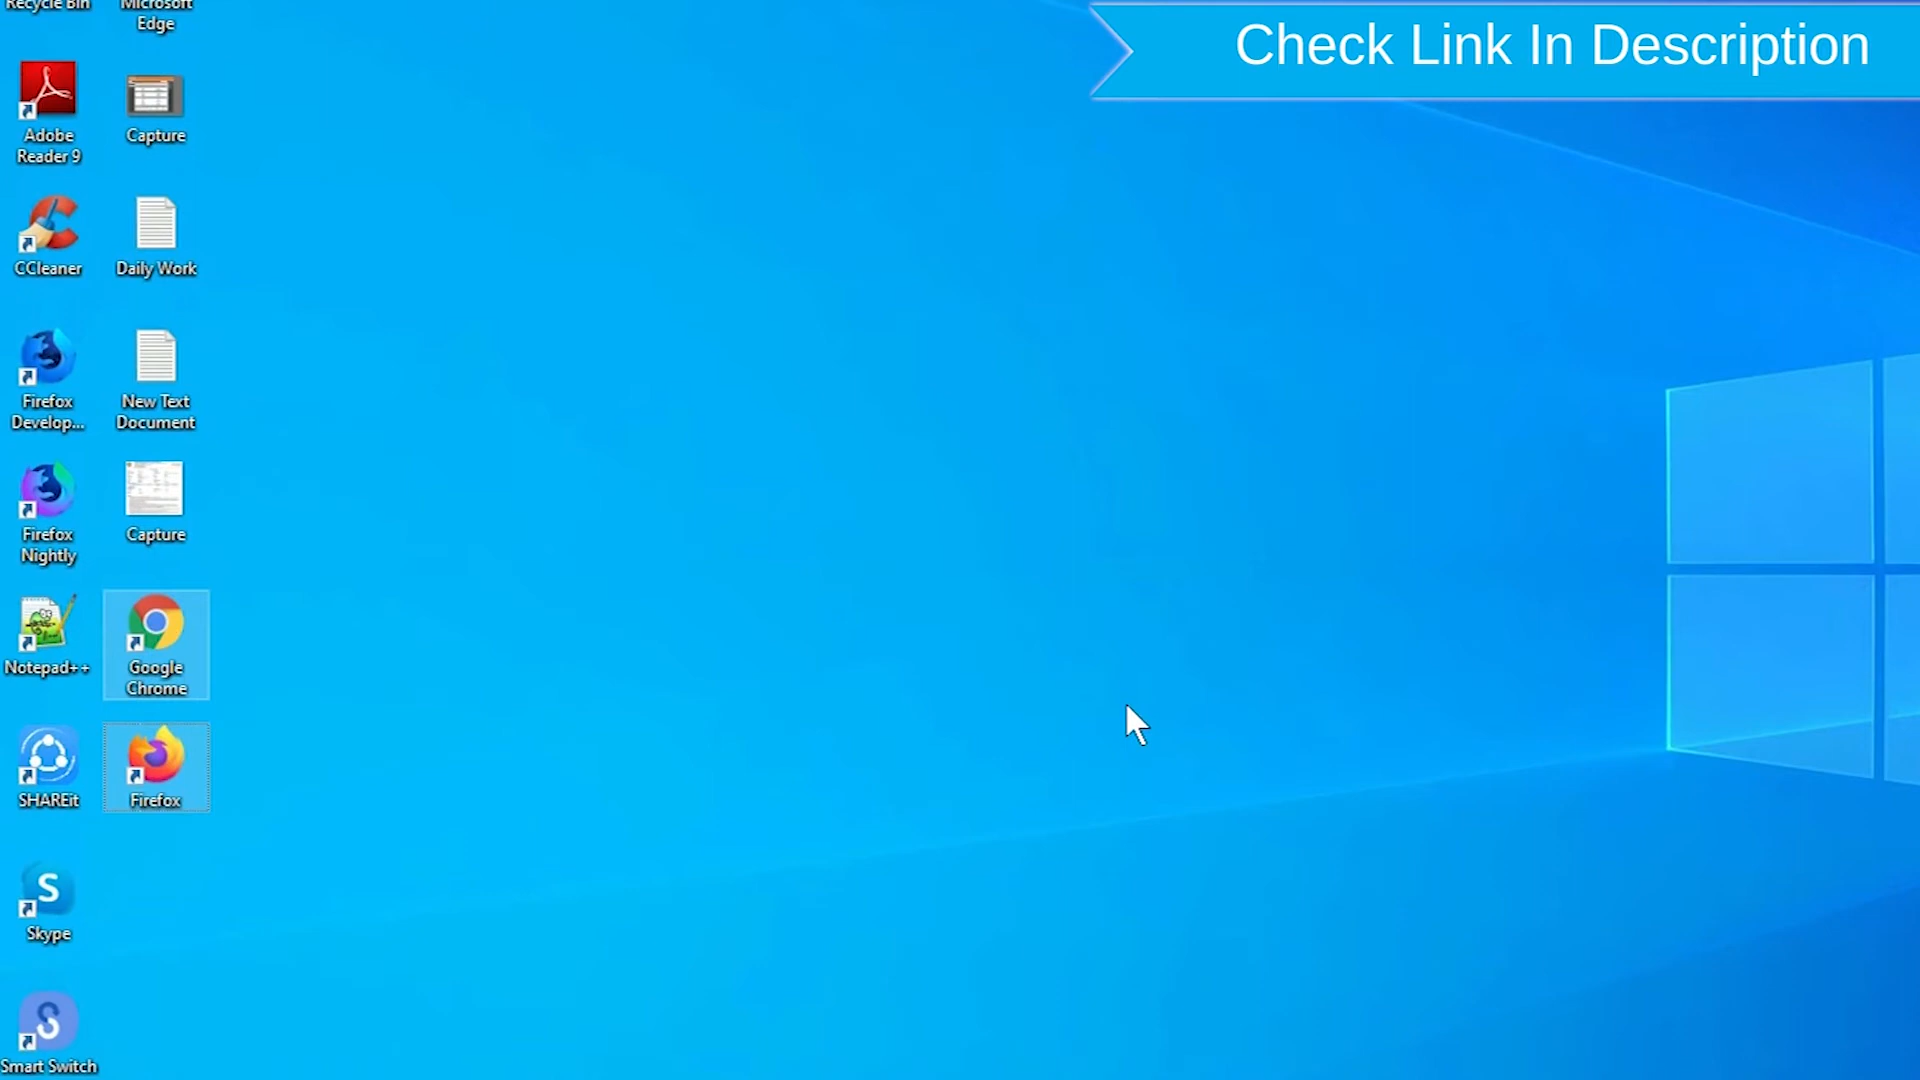 Recycle Bin
Microsoft
Edge
Check Link In Description
Adobe
Reader 9
Capture
CCleaner
Daily Work
Firefox
Develop...
New Text
Document
Firefox
Nightly
Capture
Notepad++
Google
Chrome
SHAREit
Firefox
S
Skype
S
Smart Switch